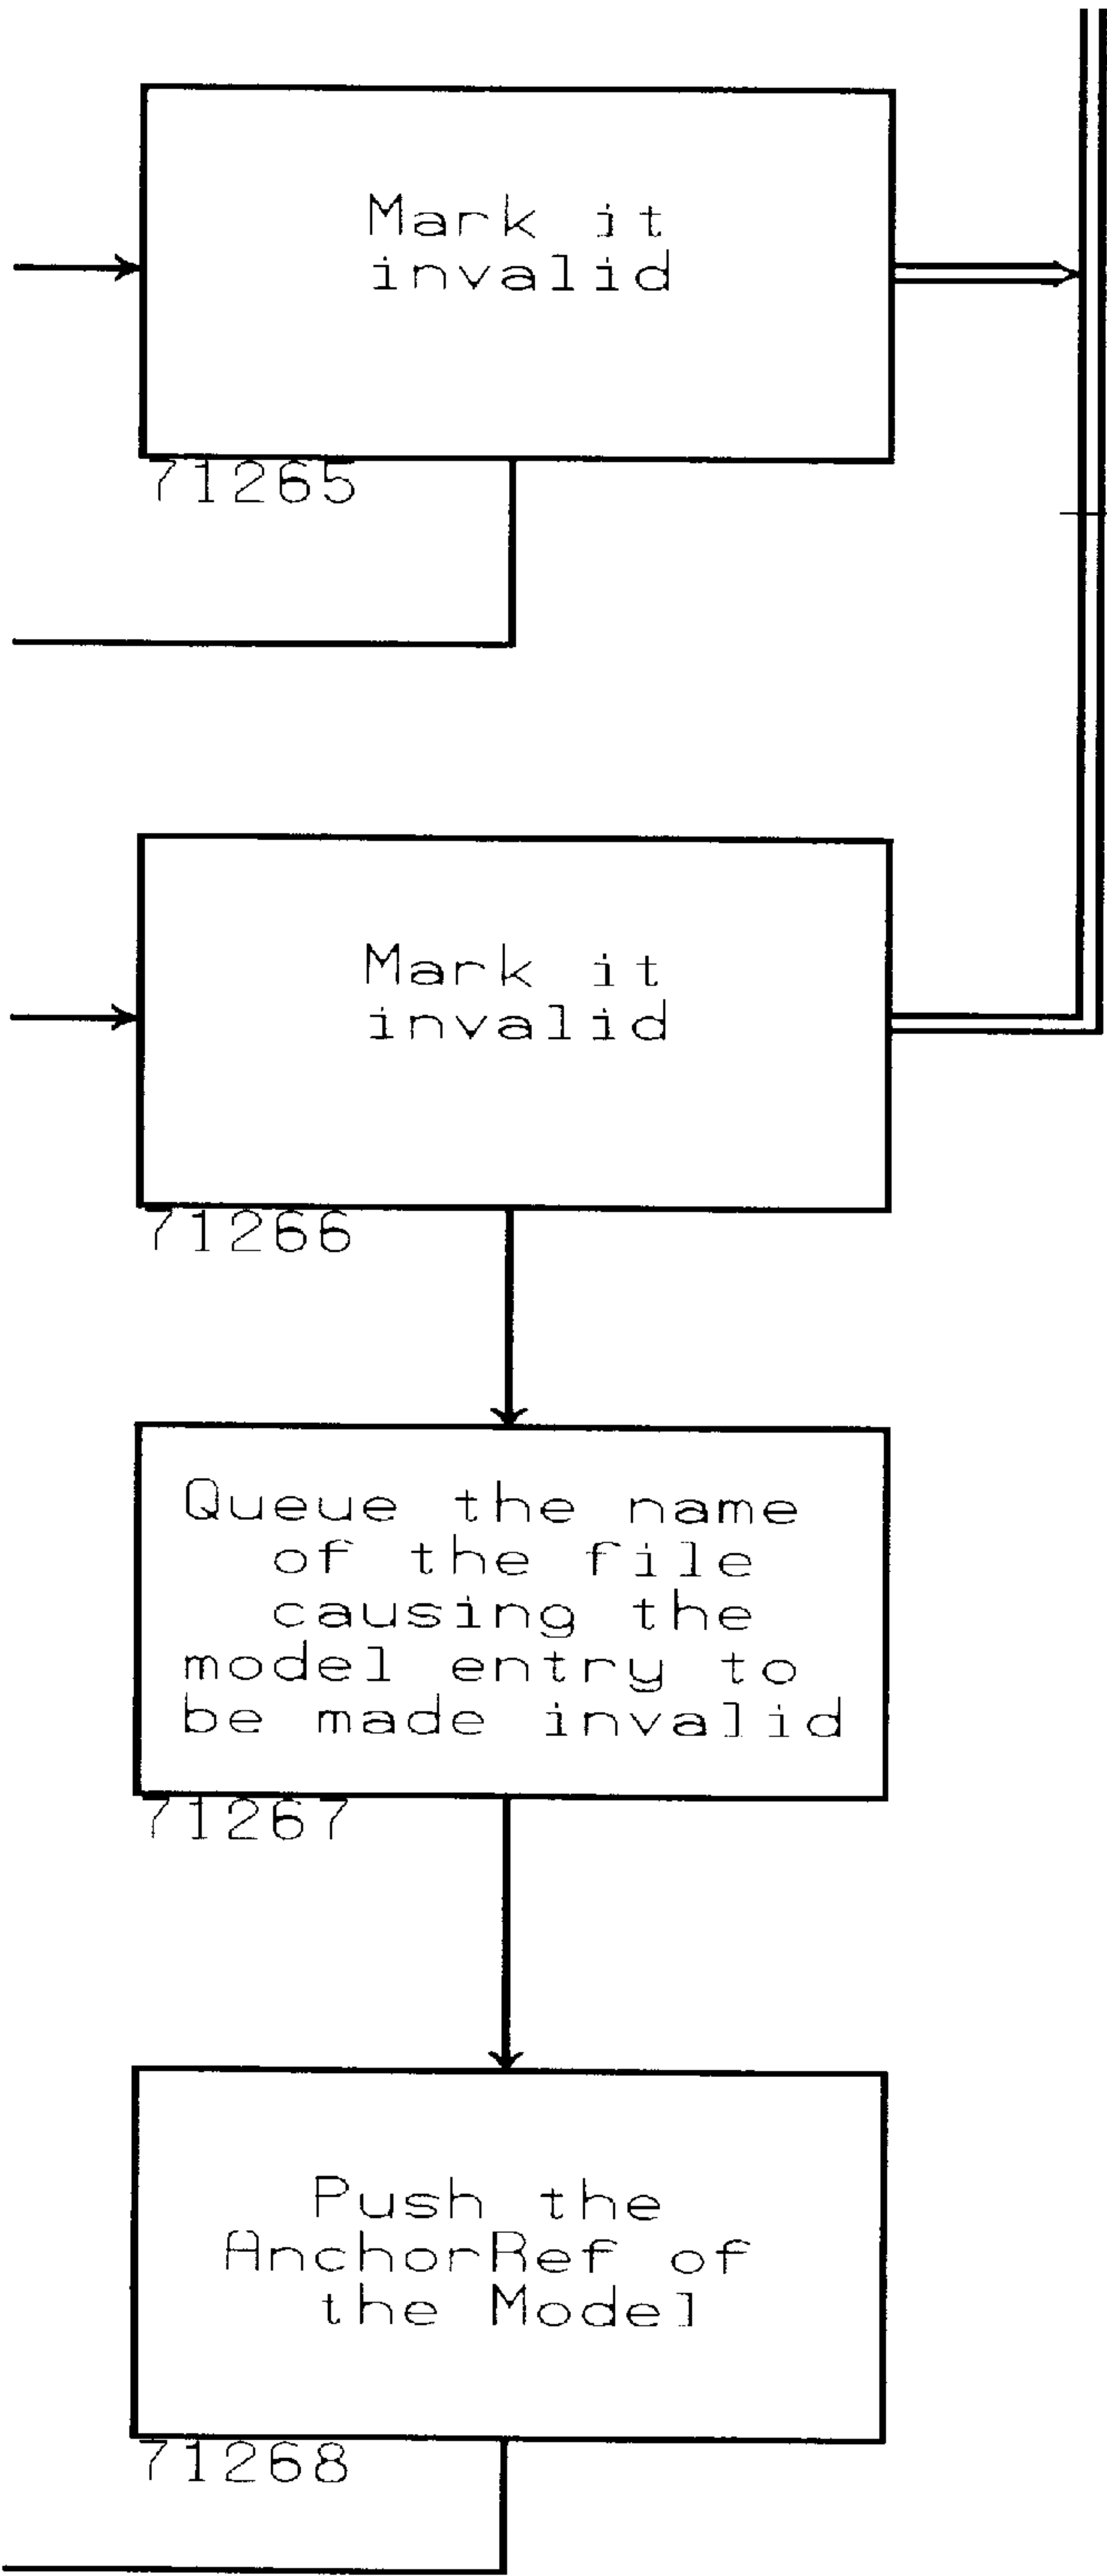 Mark it
invalid
71265
Mark it
invalid
71266
Queue the name
of the file
causing the
model entry to
be made invalid
71267
Push the
AnchorRef of
the Model
71268